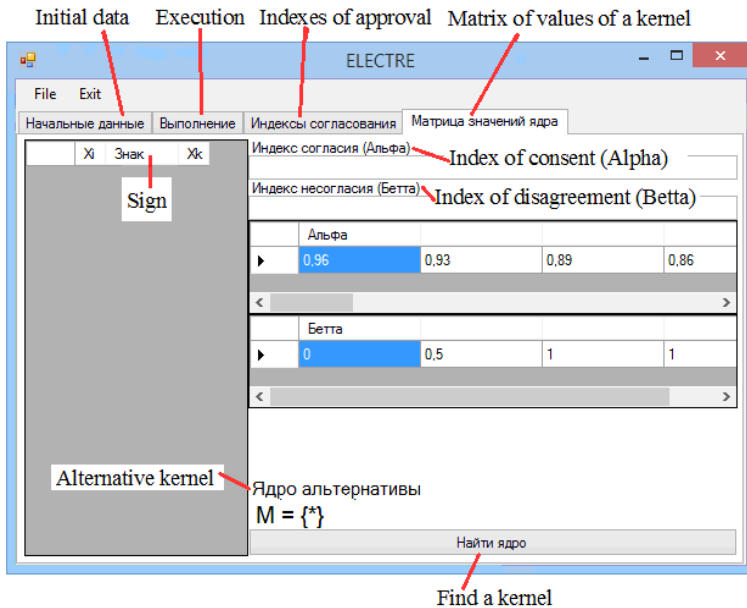 Initial data Execution Indexes of approval Matrix of values of a kernel
ELECTRE
File Exit
Начальные данные Выполнение Индексы согласования Матрица значений ядра
Xi Знак Xk
Sign
Индекс согласия (Альфа)
Index of consent (Alpha)
Индекс несогласия (Бетта)
Index of disagreement (Betta)
Альфа
0,96 0,93 0,89 0,86
Бетта
0 0,5 1 1
Alternative kernel
Ядро альтернативы
M = {*}
Найти ядро
Find a kernel